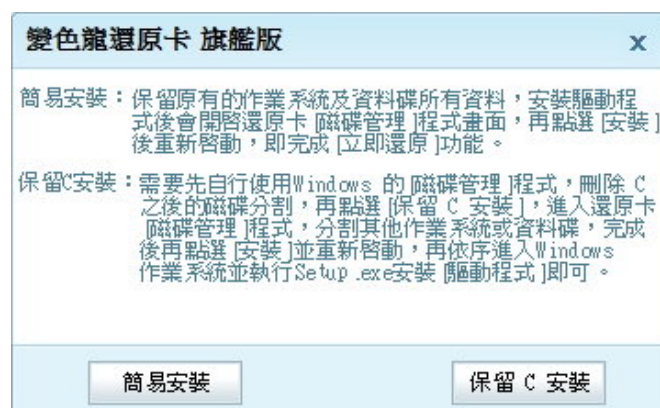 變色龍還原卡 旗艦版
x
簡易安裝：保留原有的作業系統及資料碟所有資料，安裝驅動程
式後會開啓還原卡 [磁碟管理 ]程式畫面，再點選 [安裝 ]
後重新啓動，即完成 [立即還原 ]功能。
保留C安裝：需要先自行使用Windows 的 [磁碟管理 ]程式，刪除 C
之後的磁碟分割，再點選 [保留 C 安裝 ]，進入還原卡
[磁碟管理 ]程式，分割其他作業系統或資料碟，完成
後再點選 [安裝 ]並重新啓動，再依序進入Windows
作業系統並執行Setup .exe安裝 [驅動程式 ]即可。
簡易安裝
保留 C 安裝